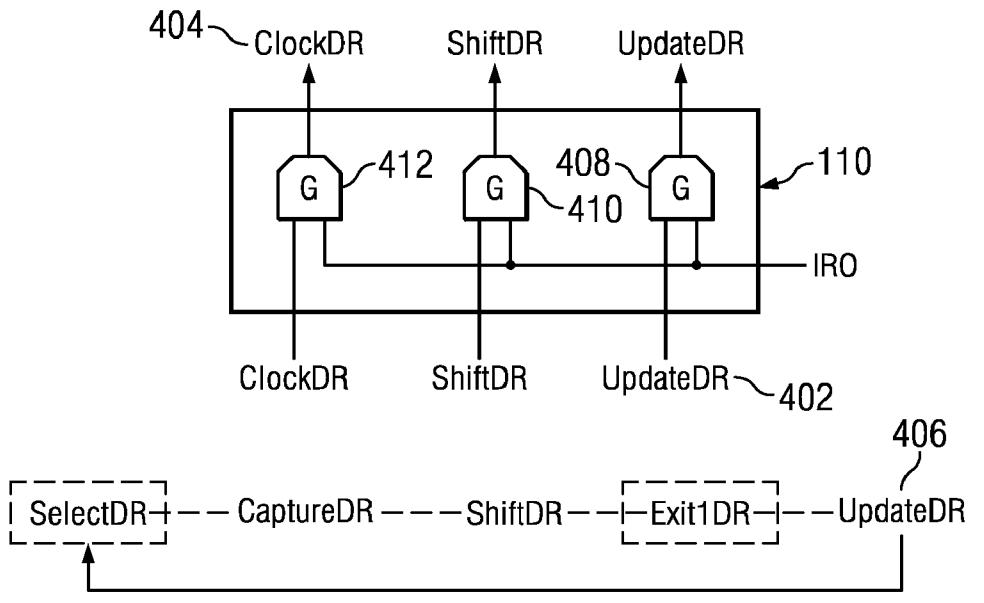 404 ClockDR ShiftDR UpdateDR
G 412 G 410 408 G 110
IRO
ClockDR ShiftDR UpdateDR 402
406
SelectDR CaptureDR ShiftDR Exit1DR UpdateDR